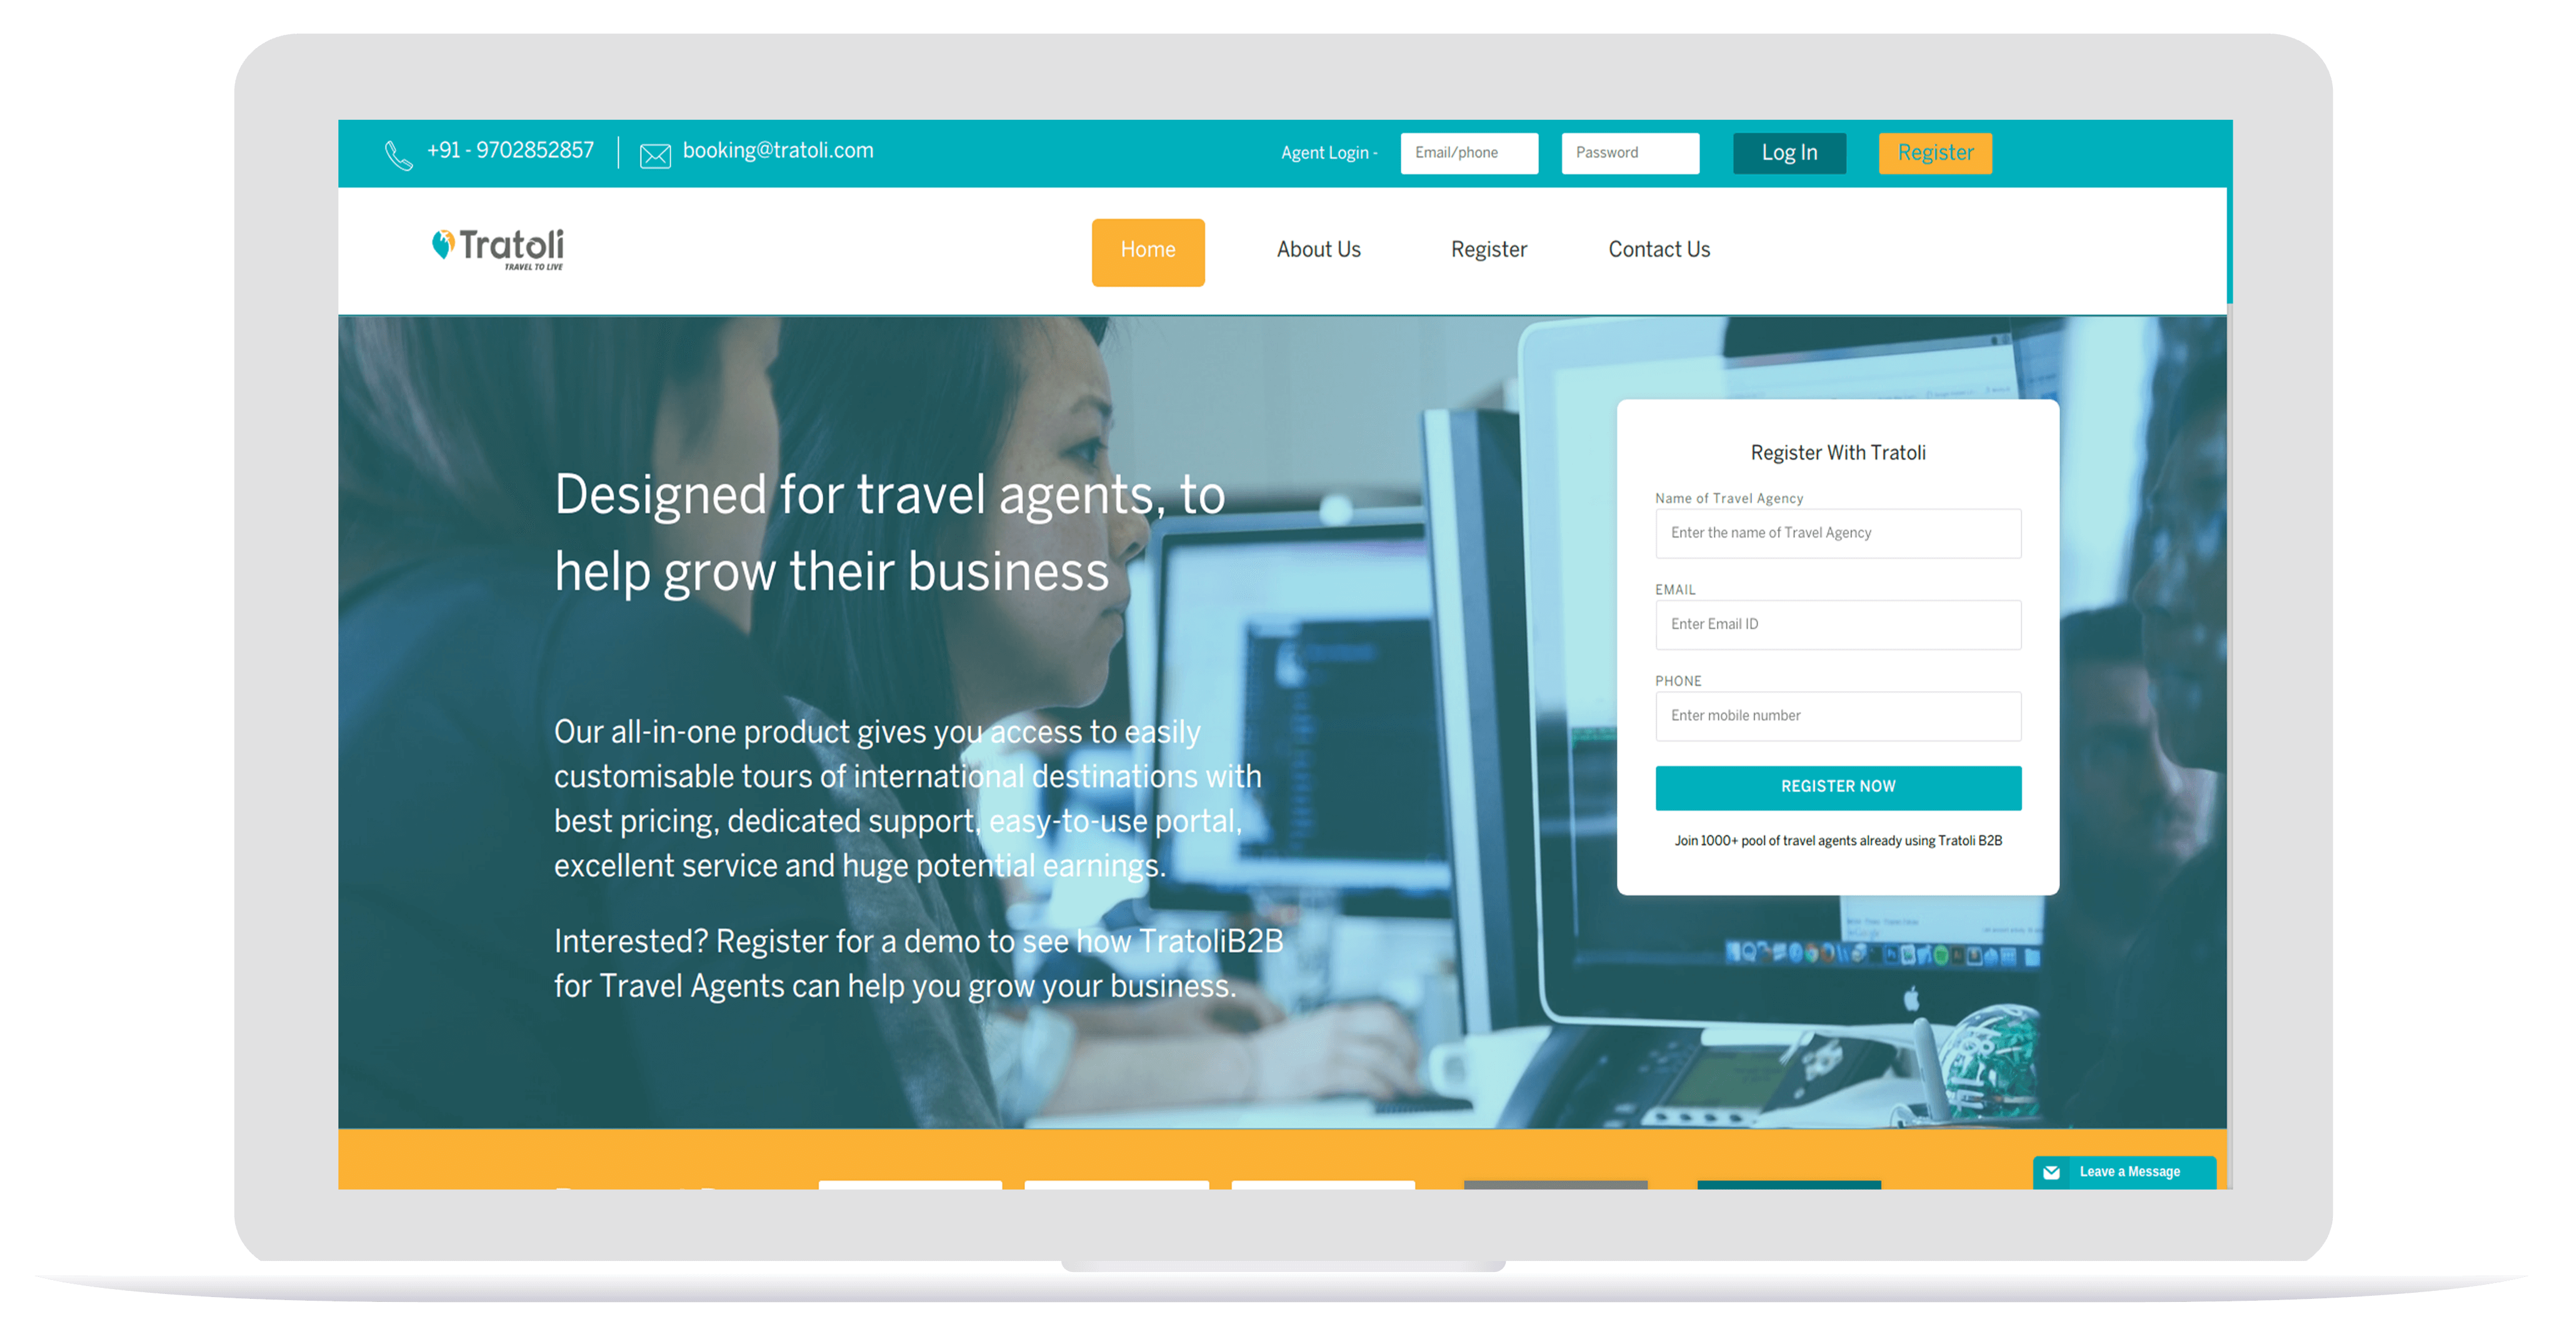 +91 - 9702852857
booking@tratoli.com
Agent Login -
Email/phone
Password
Log In
Register
Tratoli
TRAVEL TO LIVE
Home
About Us
Register
Contact Us
Designed for travel agents, to
help grow their business
Our all-in-one product gives you access to easily
customisable tours of international destinations with
best pricing, dedicated support, easy-to-use portal,
excellent service and huge potential earnings.
Interested? Register for a demo to see how TratoliB2B
for Travel Agents can help you grow your business.
Register With Tratoli
Name of Travel Agency
Enter the name of Travel Agency
EMAIL
Enter Email ID
PHONE
Enter mobile number
REGISTER NOW
Join 1000+ pool of travel agents already using Tratoli B2B
Leave a Message